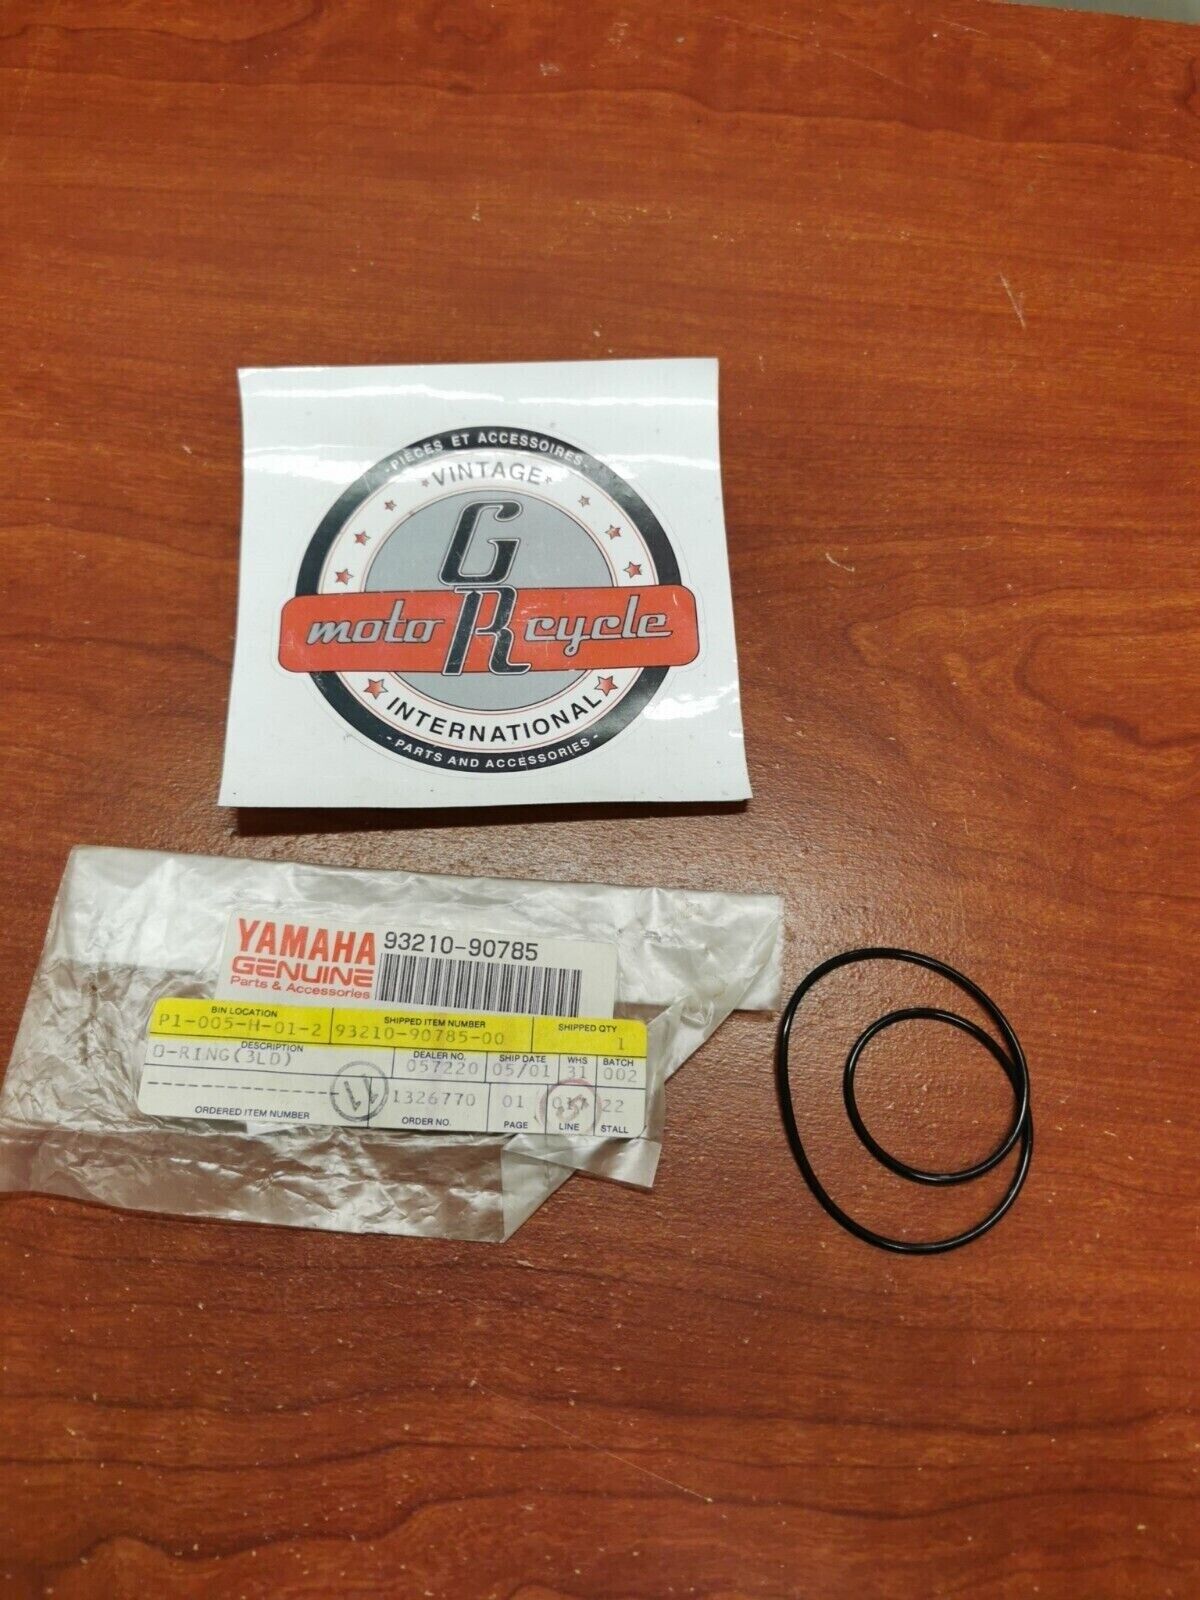 -PIÈCES ET ACCESSOIRES-
VINTAGE
G
moto R cycle
INTERNATIONAL
- PARTS AND ACCESSORIES -
YAMAHA 93210-90785
GENUINE
Parts & Accessories
BIN LOCATION SHIPPED ITEM NUMBER SHIPPED QTY
P1-005-H-01-2 93210-90785-00 1
DESCRIPTION DEALER NO. SHIP DATE WHS BATCH
O-RING(3LD) 057220 05/01 31 002
1326770 01 22
ORDERED ITEM NUMBER ORDER NO. PAGE LINE STALL